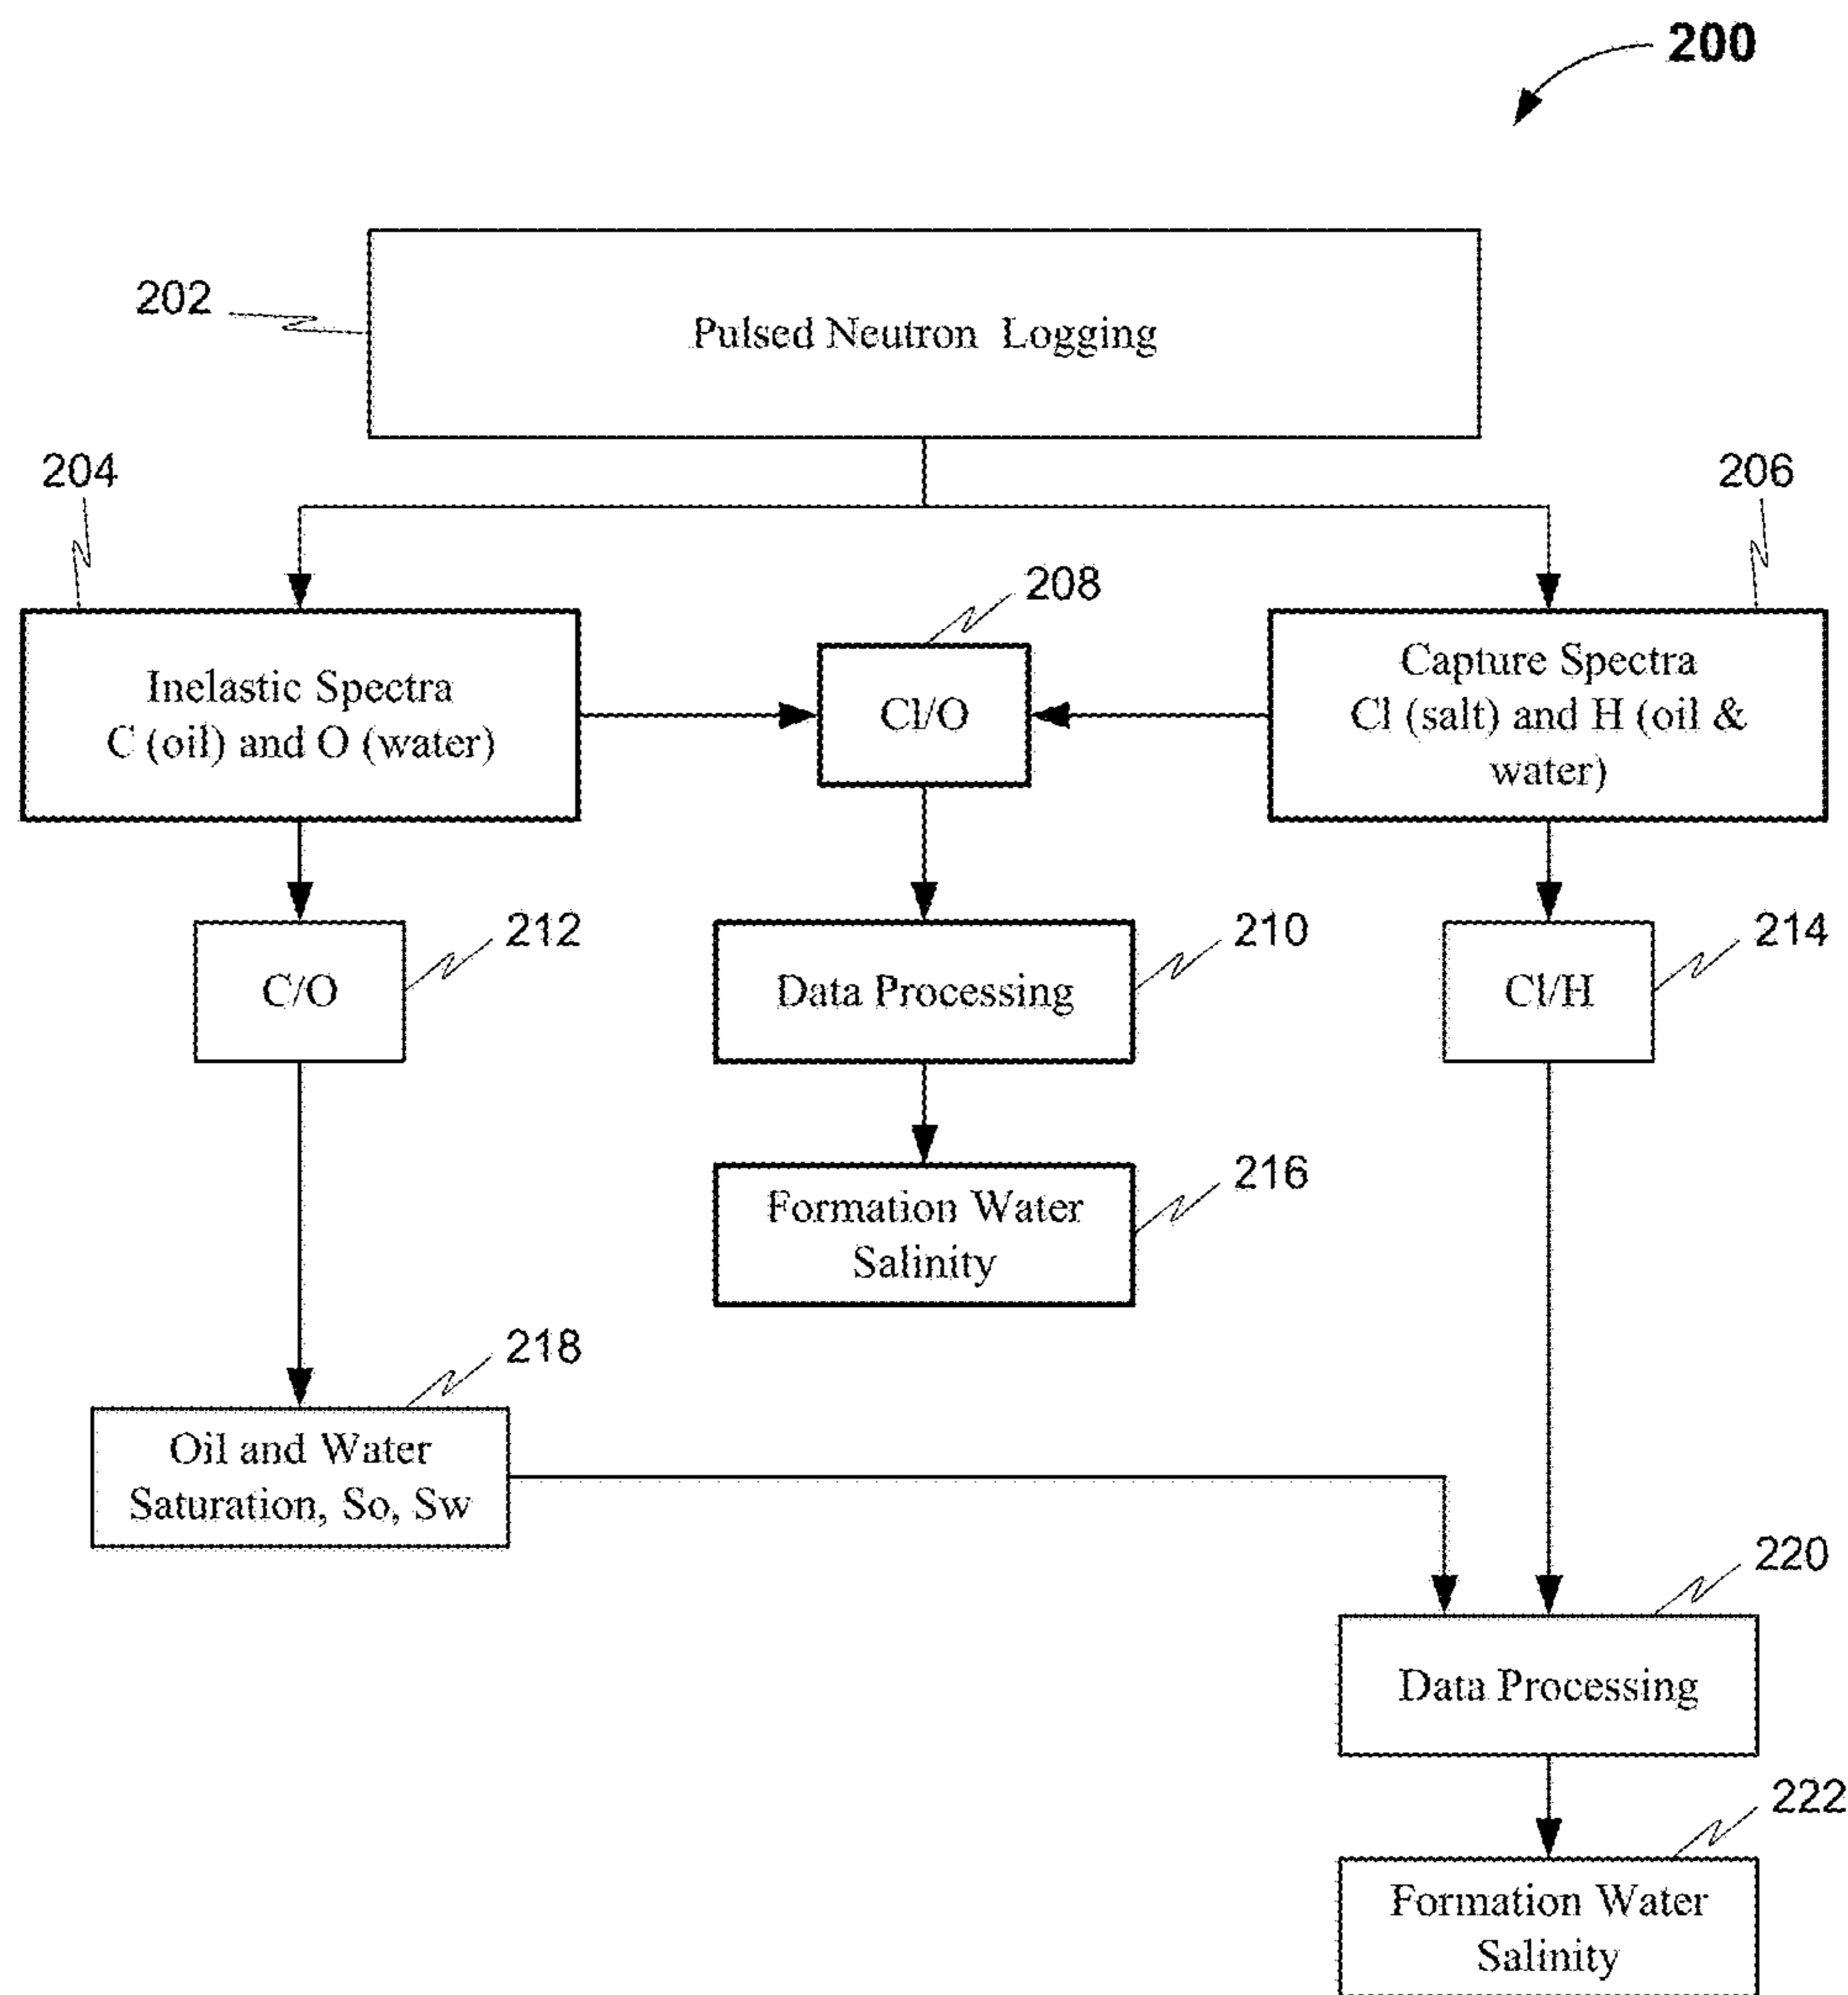 200
202
Pulsed Neutron Logging
204
206
208
Inelastic Spectra
C (oil) and O (water)
Cl/O
Capture Spectra
Cl (salt) and H (oil &
water)
212
210
214
C/O
Data Processing
Cl/H
216
Formation Water
Salinity
218
Oil and Water
Saturation, So, Sw
220
Data Processing
222
Formation Water
Salinity